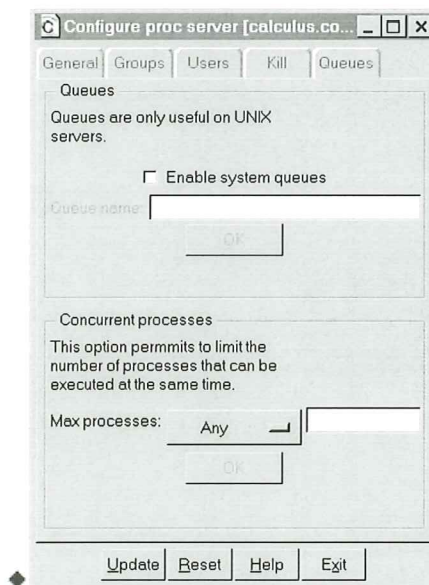 C Configure proc server [calculus.co...
General Groups Users Kill Queues
Queues
Queues are only useful on UNIX
servers.
Enable system queues
Queue name:
OK
Concurrent processes
This option permmits to limit the
number of processes that can be
executed at the same time.
Max processes: Any
OK
Update Reset Help Exit